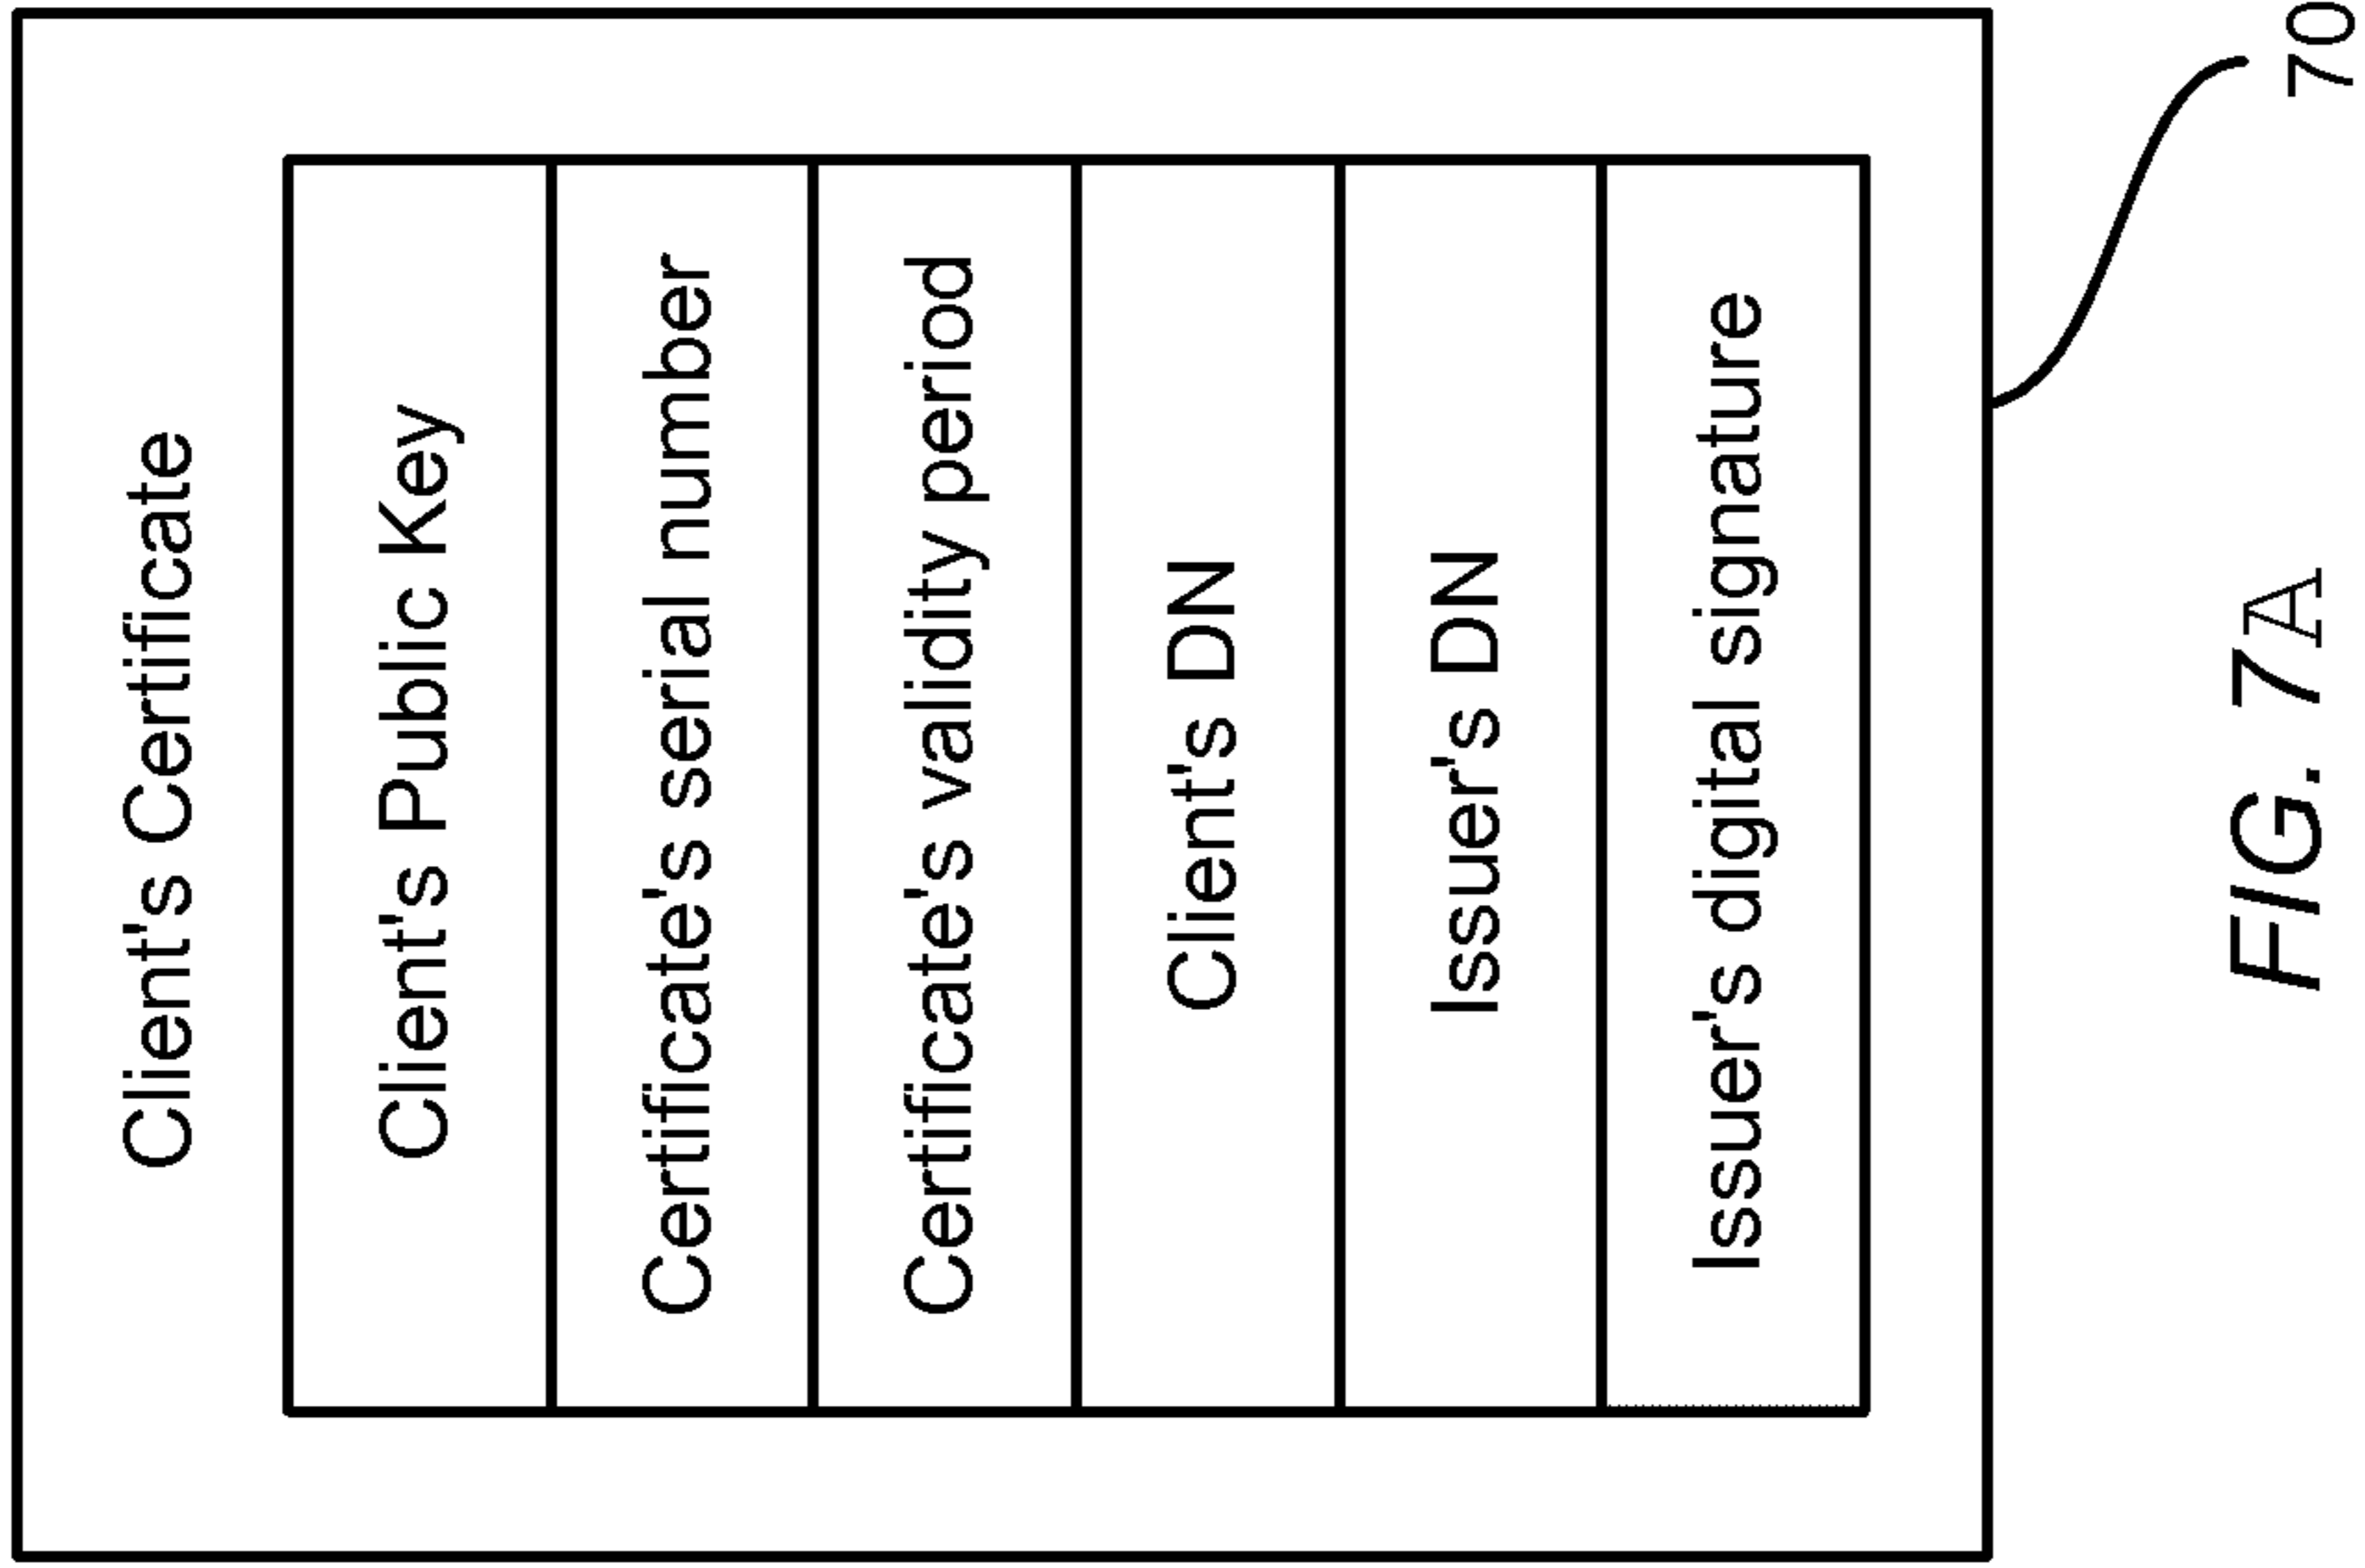 Client's Certificate
Client's Public Key
Certificate's serial number
Certificate's validity period
Client's DN
Issuer's DN
Issuer's digital signature
70
FIG. 7A